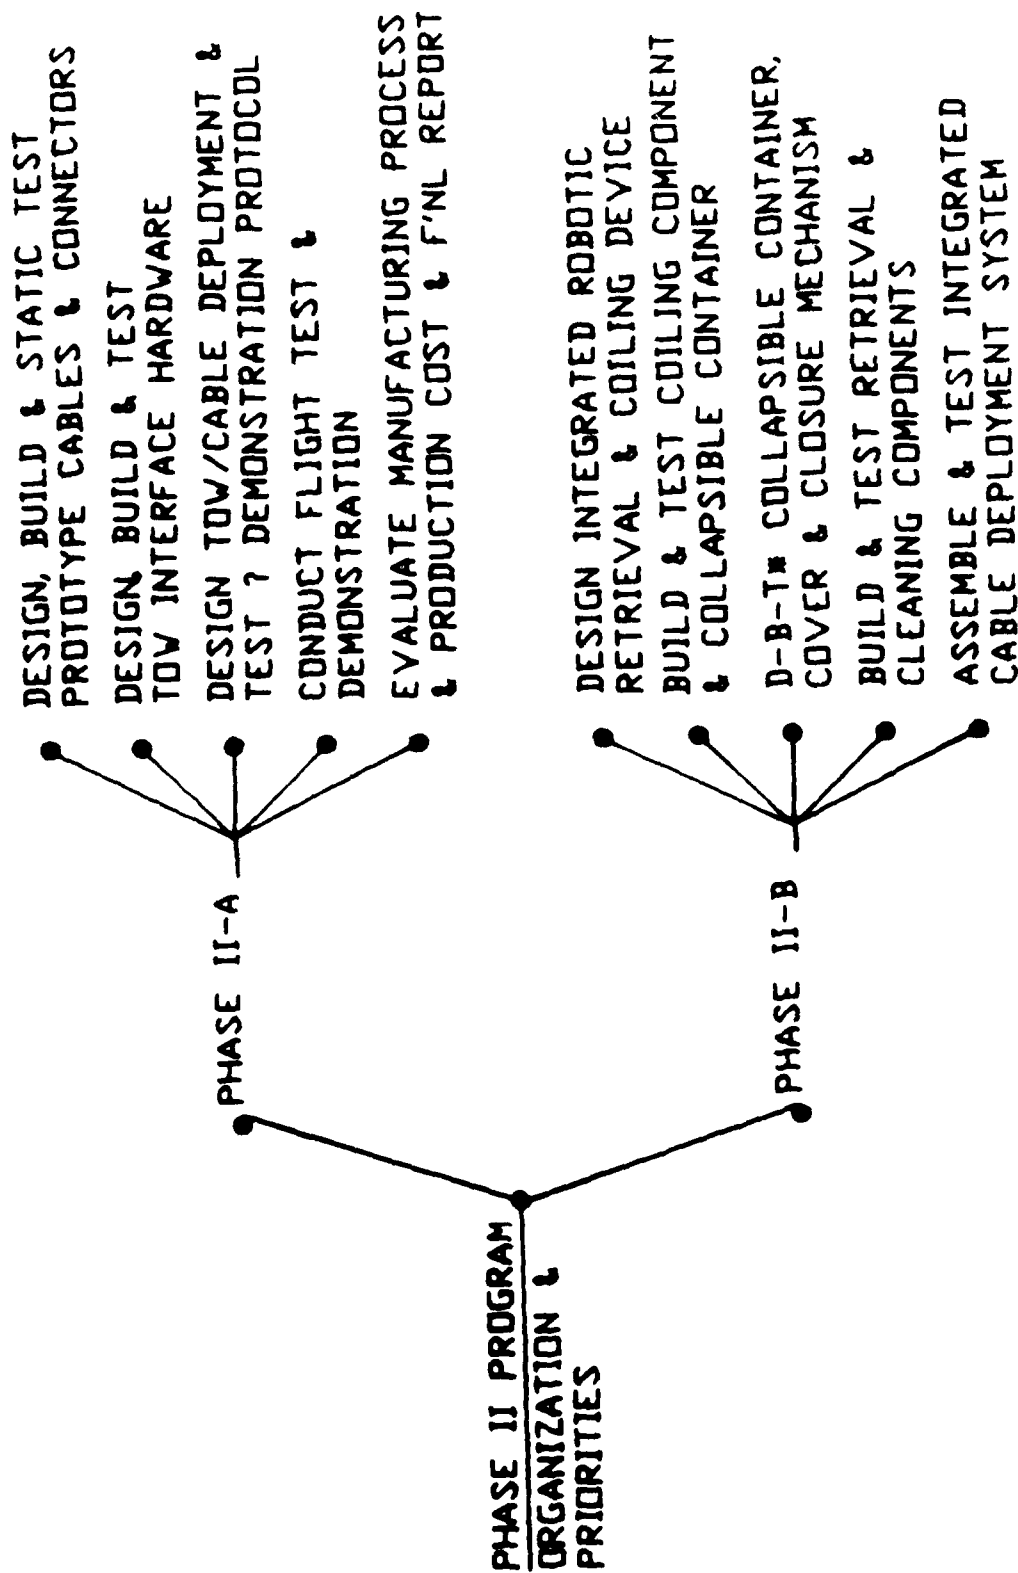 PHASE II PROGRAM
ORGANIZATION &
PRIORITIES
PHASE II-A
DESIGN, BUILD & STATIC TEST
PROTOTYPE CABLES & CONNECTORS
DESIGN, BUILD & TEST
TOW INTERFACE HARDWARE
DESIGN TOW/CABLE DEPLOYMENT &
TEST ? DEMONSTRATION PROTOCOL
CONDUCT FLIGHT TEST &
DEMONSTRATION
EVALUATE MANUFACTURING PROCESS
& PRODUCTION COST & F'NL REPORT
PHASE II-B
DESIGN INTEGRATED ROBOTIC
RETRIEVAL & COILING DEVICE
BUILD & TEST COILING COMPONENT
& COLLAPSIBLE CONTAINER
D-B-T* COLLAPSIBLE CONTAINER,
COVER & CLOSURE MECHANISM
BUILD & TEST RETRIEVAL &
CLEANING COMPONENTS
ASSEMBLE & TEST INTEGRATED
CABLE DEPLOYMENT SYSTEM